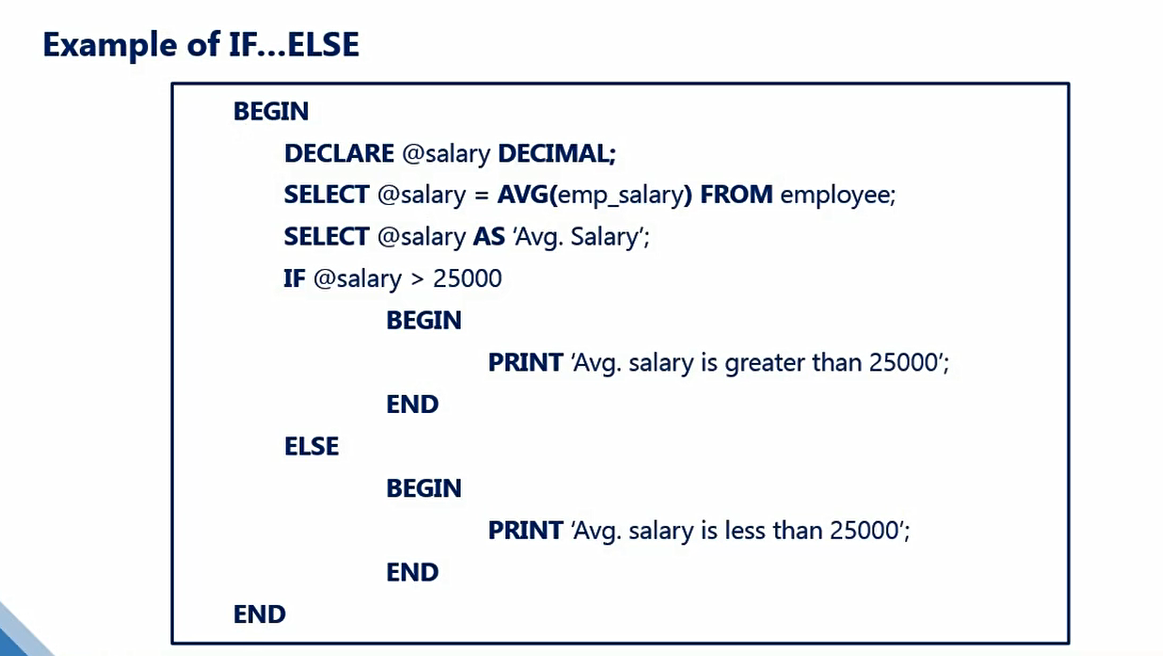 Example of IF...ELSE
BEGIN
DECLARE @salary DECIMAL;
SELECT @salary = AVG(emp_salary) FROM employee;
SELECT @salary AS ‘Avg. Salary’;
IF @salary > 25000
BEGIN
PRINT ‘Avg. salary is greater than 25000’;
END
ELSE
BEGIN
PRINT ‘Avg. salary is less than 25000’;
END
END